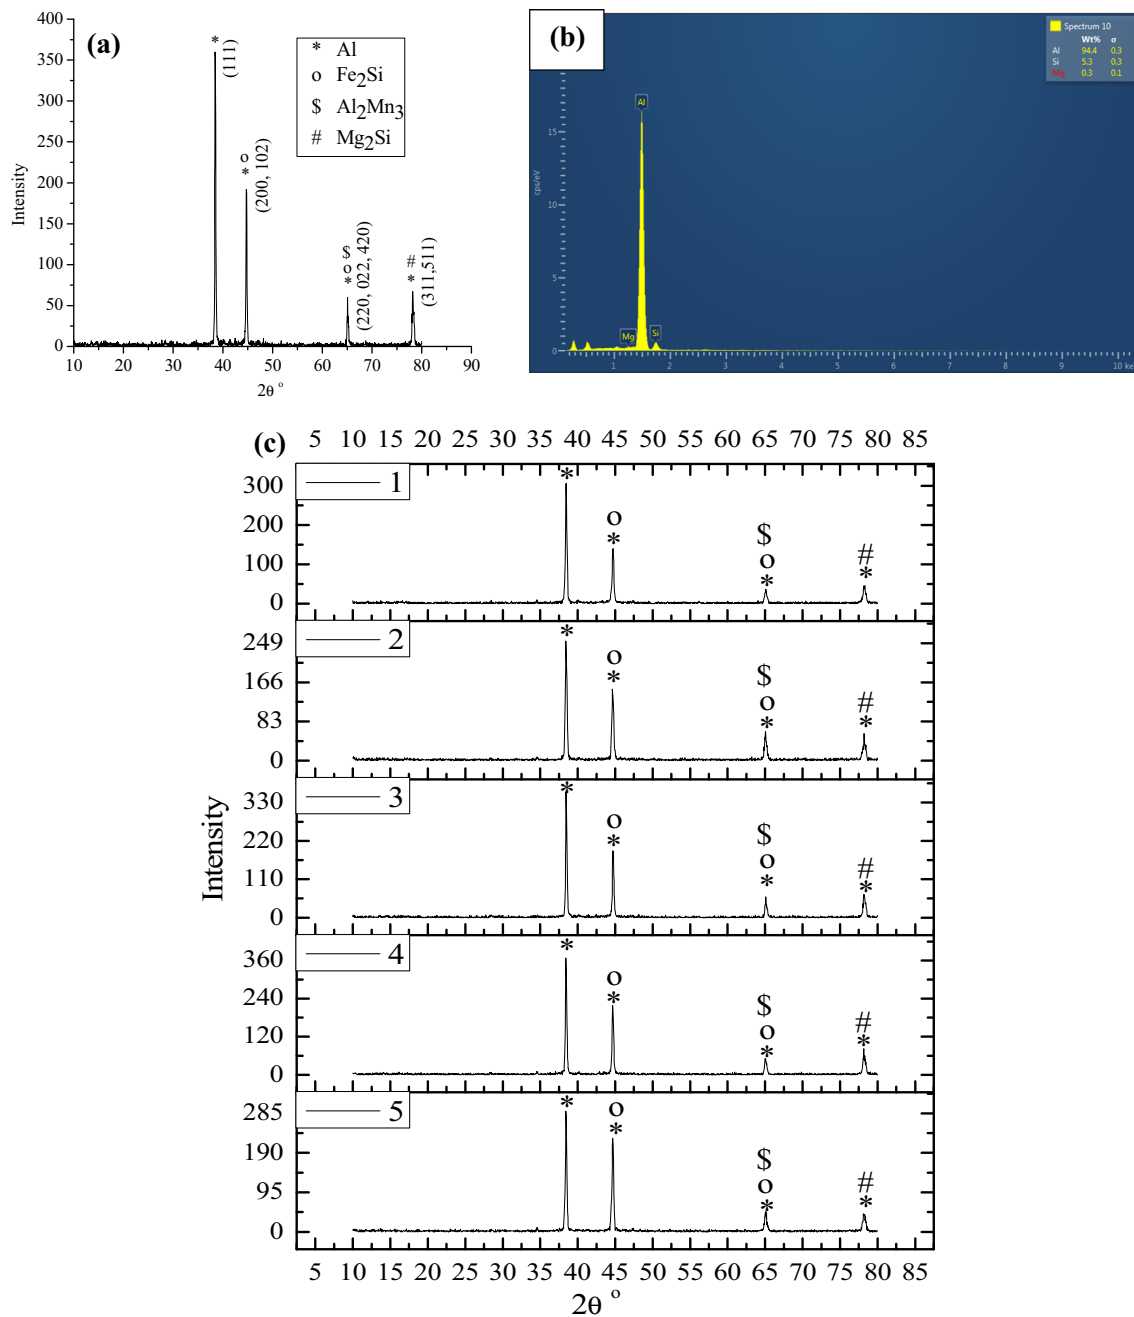 (a)
400
350
300
250
200
150
100
50
0
Intensity
10 20 30 40 50 60 70 80 90
2θ °
* (111)
o
* (200, 102)
$
o
* (220, 022, 420)
#
* (311,511)
* Al
o Fe₂Si
$ Al₂Mn₃
# Mg₂Si
(b)
Spectrum 10
Wt% σ
Al 94.4 0.3
Si 5.3 0.3
Mg 0.3 0.1
cps/eV
15
10
5
0
Al
Mg
Si
1 2 3 4 5 6 7 8 9 10 ke
(c)
5 10 15 20 25 30 35 40 45 50 55 60 65 70 75 80 85
Intensity
1
300
200
100
0
*
o
*
$
o
*
#
*
2
249
166
83
0
*
o
*
$
o
*
#
*
3
330
220
110
0
*
o
*
$
o
*
#
*
4
360
240
120
0
*
o
*
$
o
*
#
*
5
285
190
95
0
*
o
*
$
o
*
#
*
5 10 15 20 25 30 35 40 45 50 55 60 65 70 75 80 85
2θ °